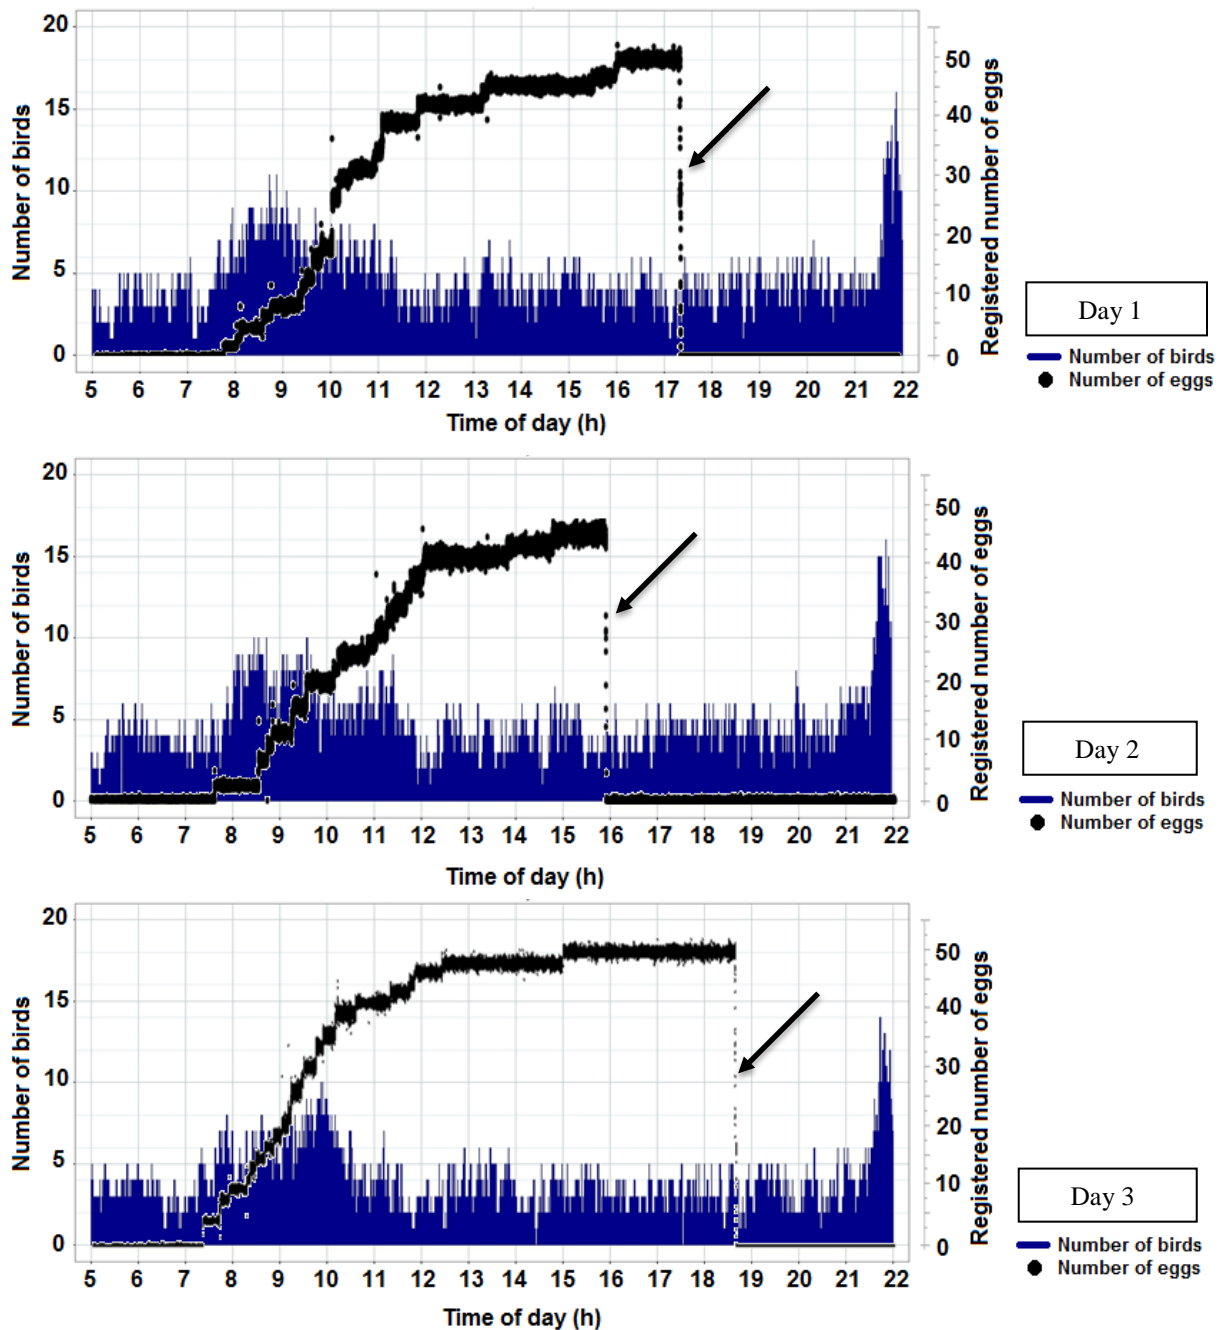 20
15
10
5
0
Number of birds
50
40
30
20
10
0
Registered number of eggs
5 6 7 8 9 10 11 12 13 14 15 16 17 18 19 20 21 22
Time of day (h)
Day 1
Number of birds
Number of eggs
20
15
10
5
0
Number of birds
50
40
30
20
10
0
Registered number of eggs
5 6 7 8 9 10 11 12 13 14 15 16 17 18 19 20 21 22
Time of day (h)
Day 2
Number of birds
Number of eggs
20
15
10
5
0
Number of birds
50
40
30
20
10
0
Registered number of eggs
5 6 7 8 9 10 11 12 13 14 15 16 17 18 19 20 21 22
Time of day (h)
Day 3
Number of birds
Number of eggs